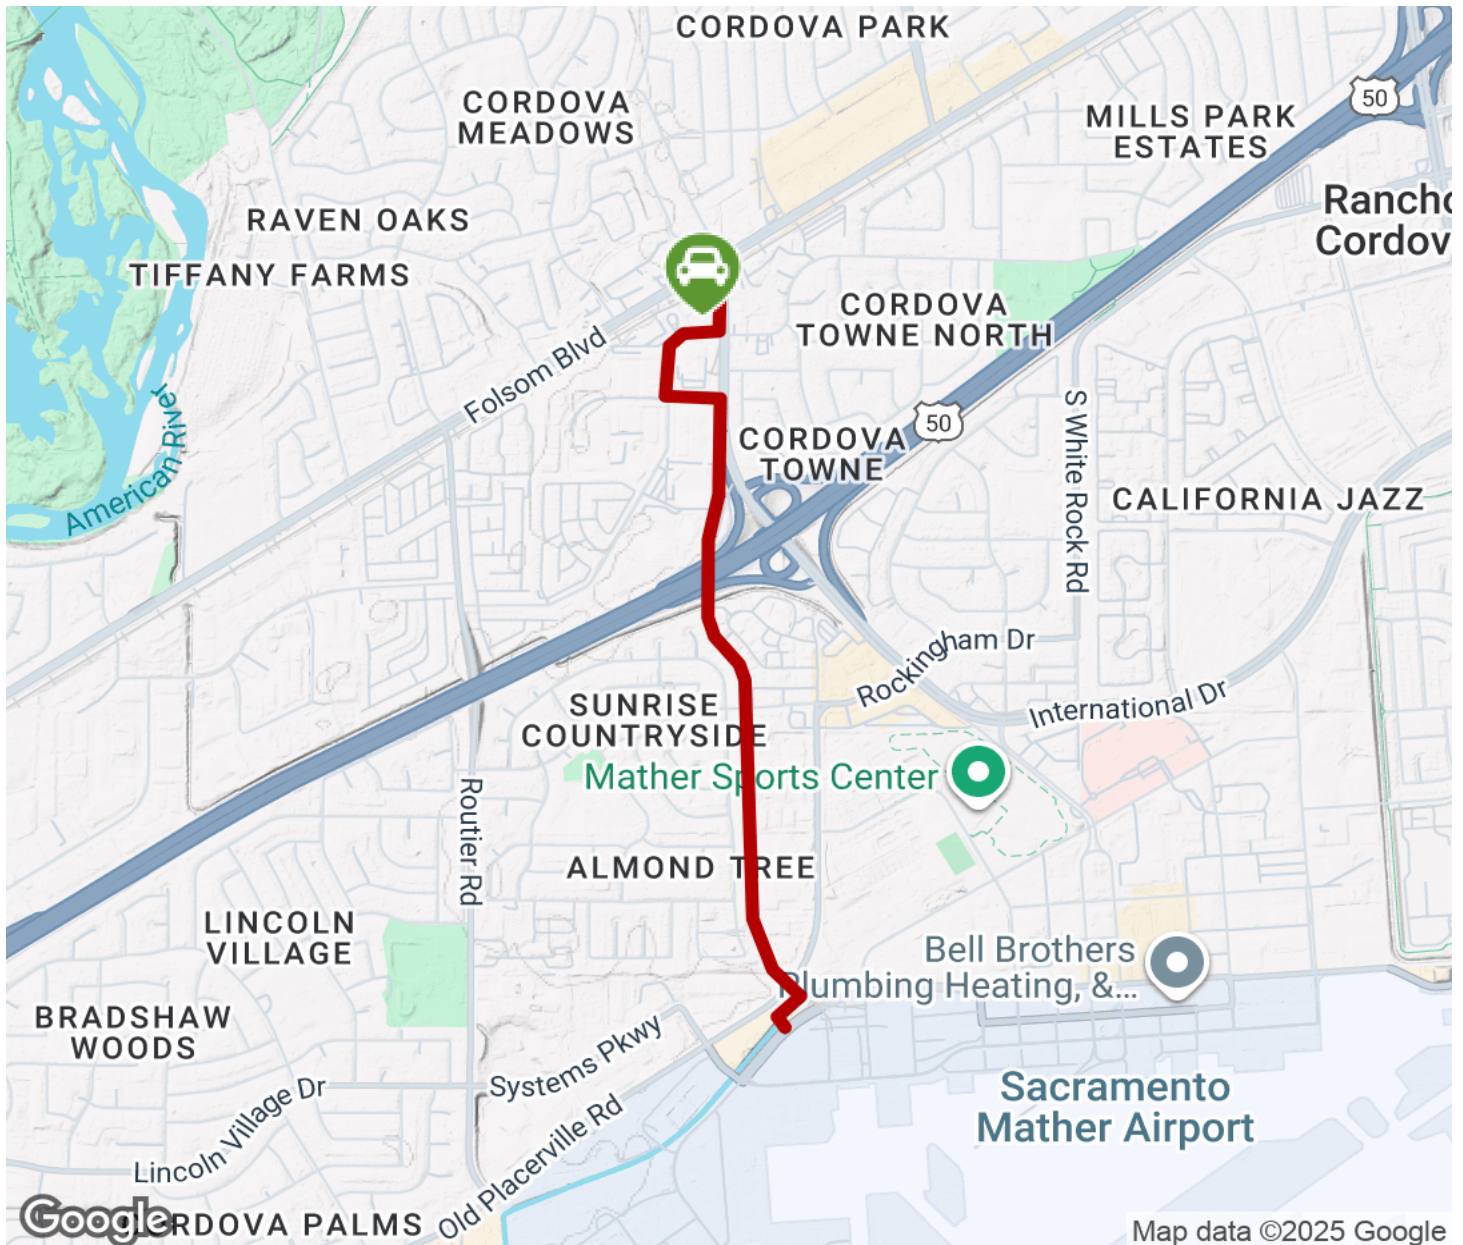 CORDOVA PARK
CORDOVA
MEADOWS
50
MILLS PARK
ESTATES
Rancho
Cordov
RAVEN OAKS
TIFFANY FARMS
CORDOVA
TOWNE NORTH
Folsom Blvd
50
S White Rock Rd
American River
CORDOVA
TOWNE
CALIFORNIA JAZZ
Rockingham Dr
International Dr
SUNRISE
COUNTRYSIDE
Mather Sports Center
Routier Rd
ALMOND TREE
LINCOLN
VILLAGE
Bell Brothers
Plumbing Heating, &...
BRADSHAW
WOODS
Systems Pkwy
Lincoln Village Dr
Sacramento
Mather Airport
Old Placerville Rd
Google
CORDOVA PALMS
Map data ©2025 Google